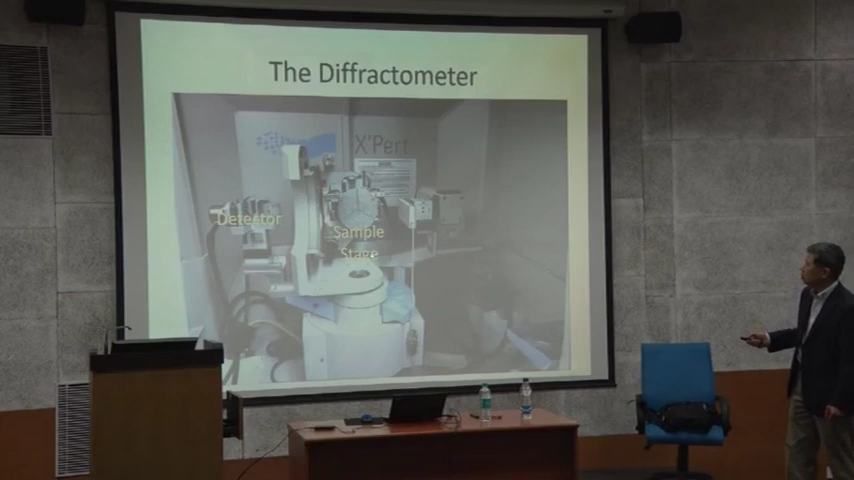 The Diffractometer
X'Pert
Detector
Sample
Stage